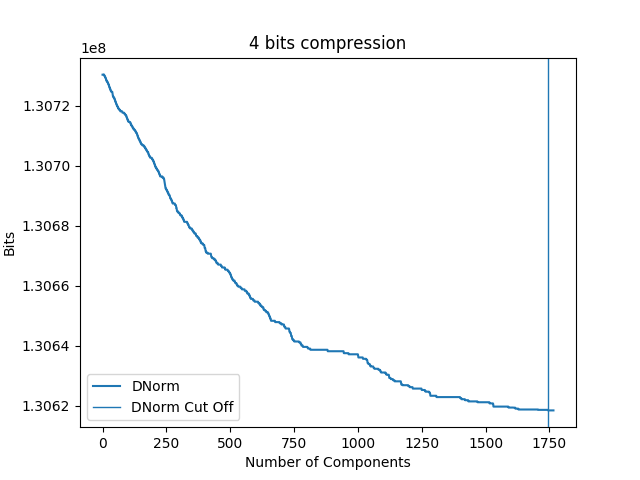 4 bits compression
1e8
1.3072
1.3070
1.3068
1.3066
1.3064
1.3062
Bits
DNorm
DNorm Cut Off
0 250 500 750 1000 1250 1500 1750
Number of Components